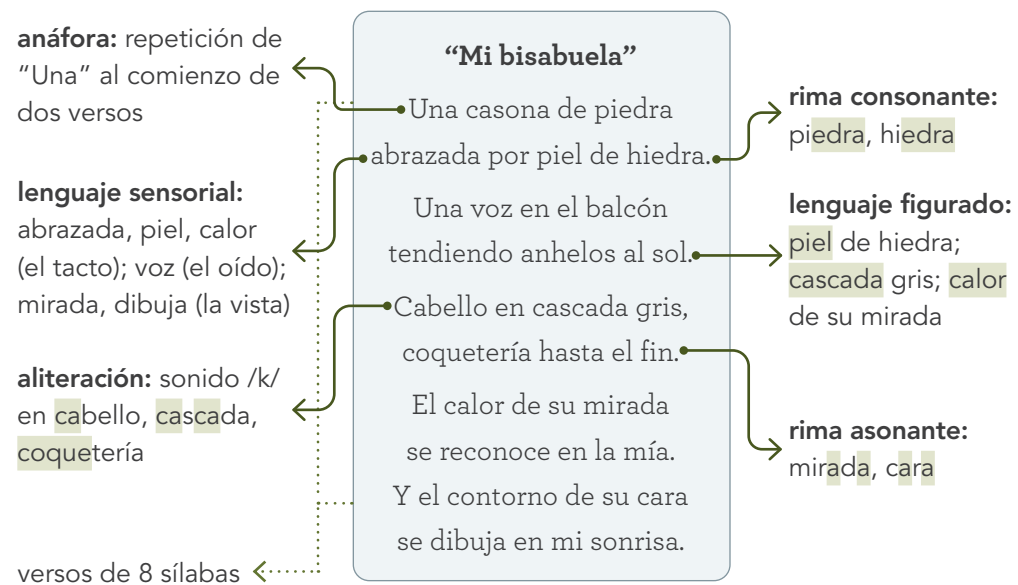 anáfora: repetición de
“Una” al comienzo de
dos versos
lenguaje sensorial:
abrazada, piel, calor
(el tacto); voz (el oído);
mirada, dibuja (la vista)
aliteración: sonido /k/
en cabello, cascada,
coquetería
versos de 8 sílabas
“Mi bisabuela”
Una casona de piedra
abrazada por piel de hiedra.
Una voz en el balcón
tendiendo anhelos al sol.
Cabello en cascada gris,
coquetería hasta el fin.
El calor de su mirada
se reconoce en la mía.
Y el contorno de su cara
se dibuja en mi sonrisa.
rima consonante:
piedra, hiedra
lenguaje figurado:
piel de hiedra;
cascada gris; calor
de su mirada
rima asonante:
mirada, cara